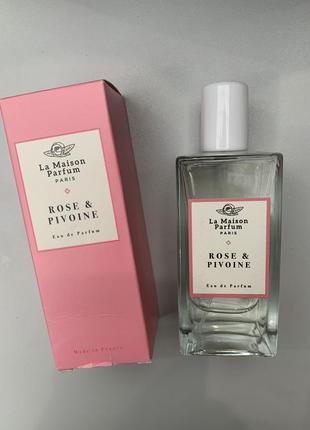 La Maison
Parfum
PARIS
ROSE &
PIVOINE
Eau de Parfum
Made in France
La Maison
Parfum
PARIS
ROSE &
PIVOINE
Eau de Parfum